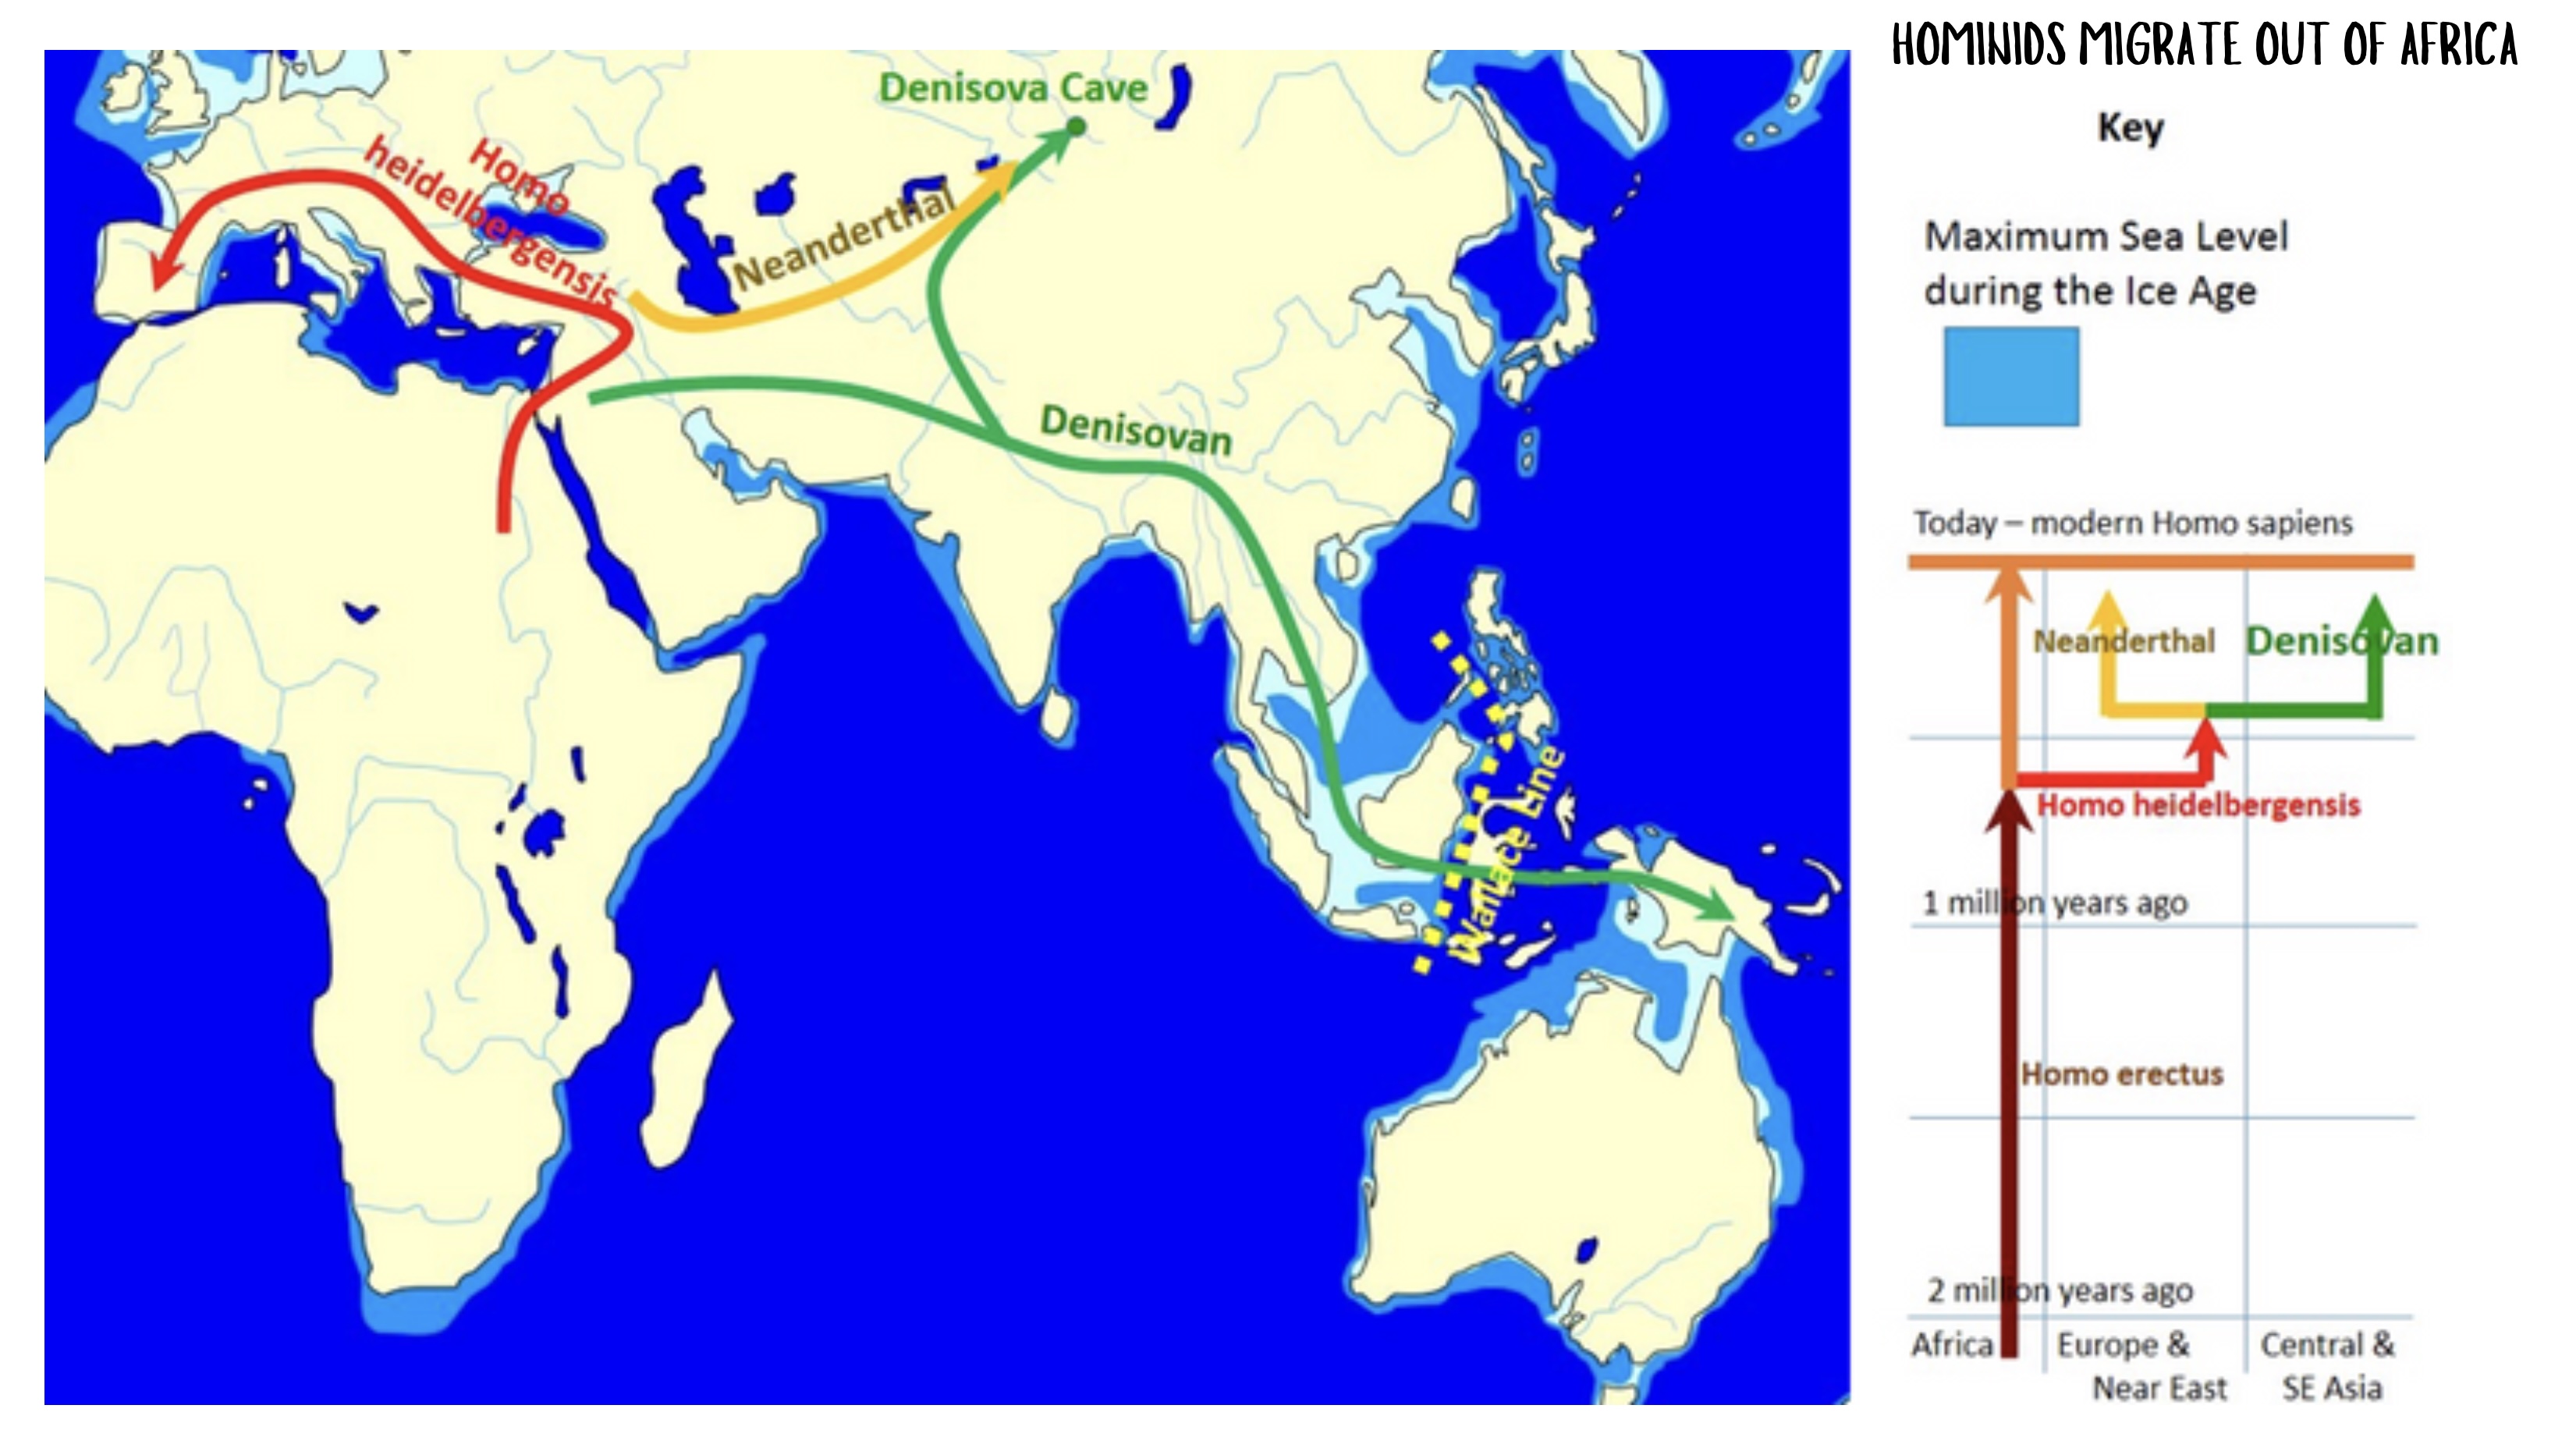 HOMINIDS MIGRATE OUT OF AFRICA
Denisova Cave
Homo
heidelbergensis
Neanderthal
Denisovan
Wallace Line
Key
Maximum Sea Level
during the Ice Age
Today – modern Homo sapiens
Neanderthal
Denisovan
Homo heidelbergensis
1 million years ago
Homo erectus
2 million years ago
Africa
Europe &
Near East
Central &
SE Asia